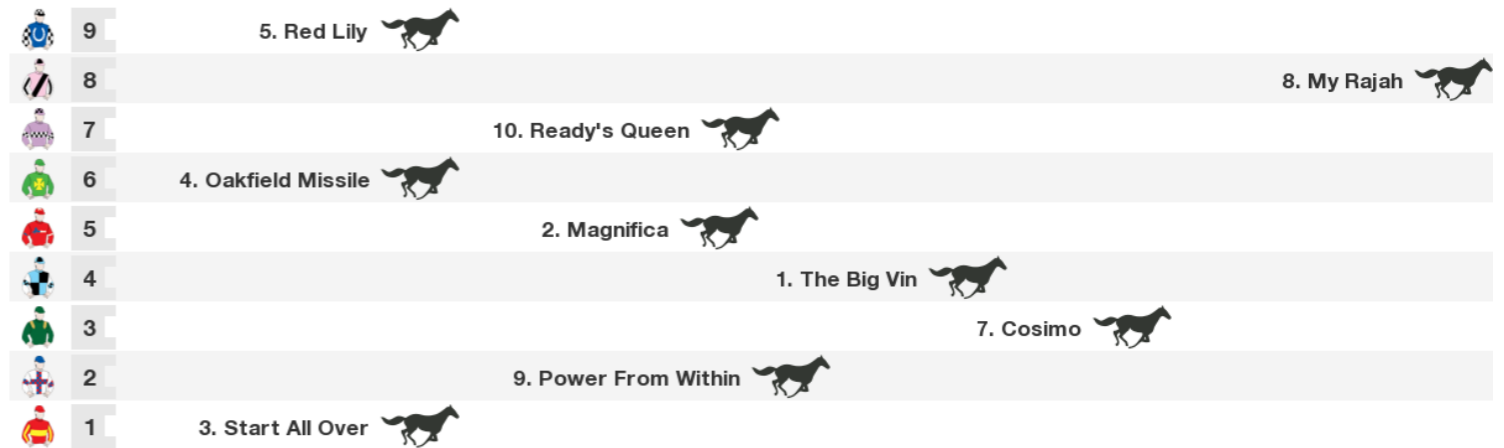 9 5. Red Lily
8 8. My Rajah
7 10. Ready's Queen
6 4. Oakfield Missile
5 2. Magnifica
4 1. The Big Vin
3 7. Cosimo
2 9. Power From Within
1 3. Start All Over